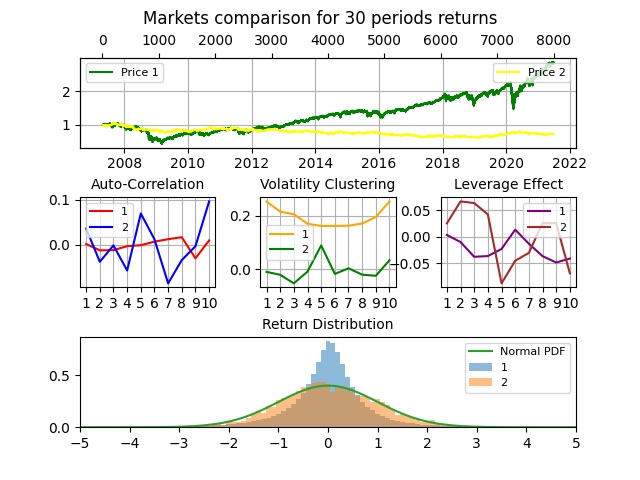 Markets comparison for 30 periods returns
0 1000 2000 3000 4000 5000 6000 7000 8000
Price 1 Price 2
2
1
2008 2010 2012 2014 2016 2018 2020 2022
Auto-Correlation Volatility Clustering Leverage Effect
0.1
0.0
1
2
1 2 3 4 5 6 7 8 9 10
0.2
0.0
1
2
1 2 3 4 5 6 7 8 9 10
0.05
0.00
−0.05
1
2
1 2 3 4 5 6 7 8 9 10
Return Distribution
0.5
0.0
Normal PDF
1
2
−5 −4 −3 −2 −1 0 1 2 3 4 5